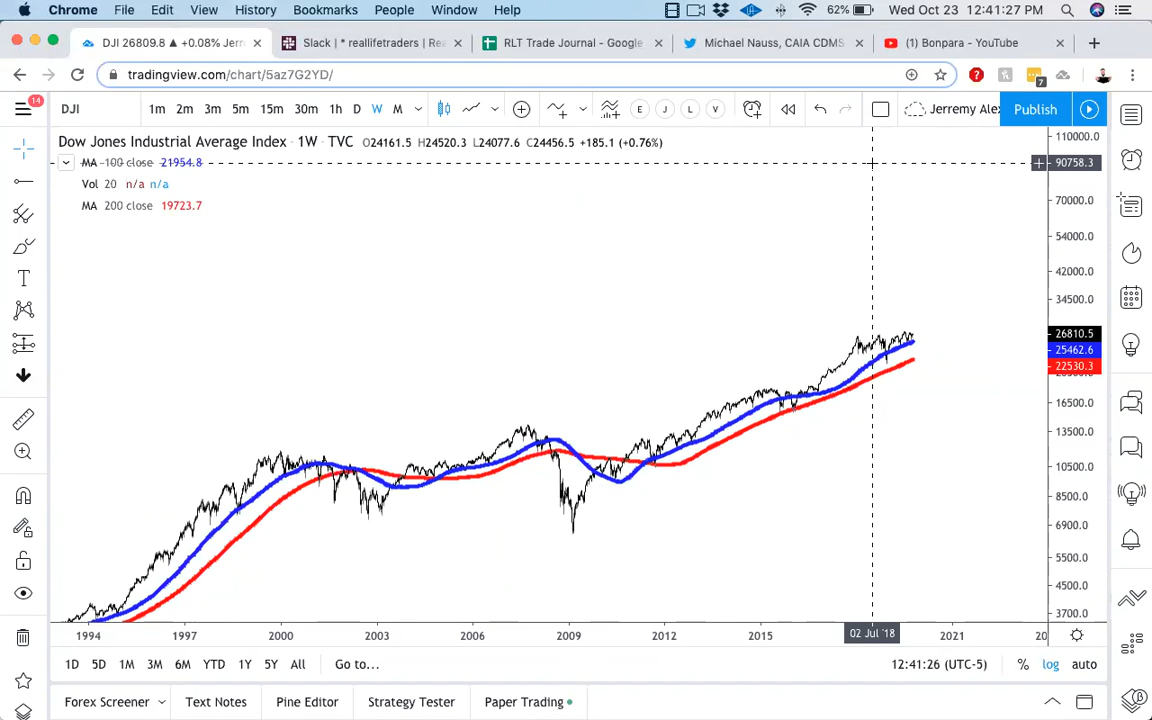 Chrome File Edit View History Bookmarks People Window Help 62% Wed Oct 23 12:41:27 PM
DJI 26809.8 ▲ +0.08% Jerr
Slack | * reallifetraders | Rea
RLT Trade Journal - Google
Michael Nauss, CAIA CDMS
(1) Bonpara - YouTube
tradingview.com/chart/5az7G2YD/
7
14
DJI 1m 2m 3m 5m 15m 30m 1h D W M E J L V Jerremy Alex Publish
Dow Jones Industrial Average Index · 1W · TVC O24161.5 H24520.3 L24077.6 C24456.5 +185.1 (+0.76%)
MA 100 close 21954.8
Vol 20 n/a n/a
MA 200 close 19723.7
110000.0
90758.3
70000.0
54000.0
42000.0
34500.0
26810.5
25462.6
22530.3
16500.0
13500.0
10500.0
8500.0
6900.0
5500.0
4500.0
3700.0
1994 1997 2000 2003 2006 2009 2012 2015 02 Jul '18 2021 20
1D 5D 1M 3M 6M YTD 1Y 5Y All Go to... 12:41:26 (UTC-5) % log auto
Forex Screener Text Notes Pine Editor Strategy Tester Paper Trading